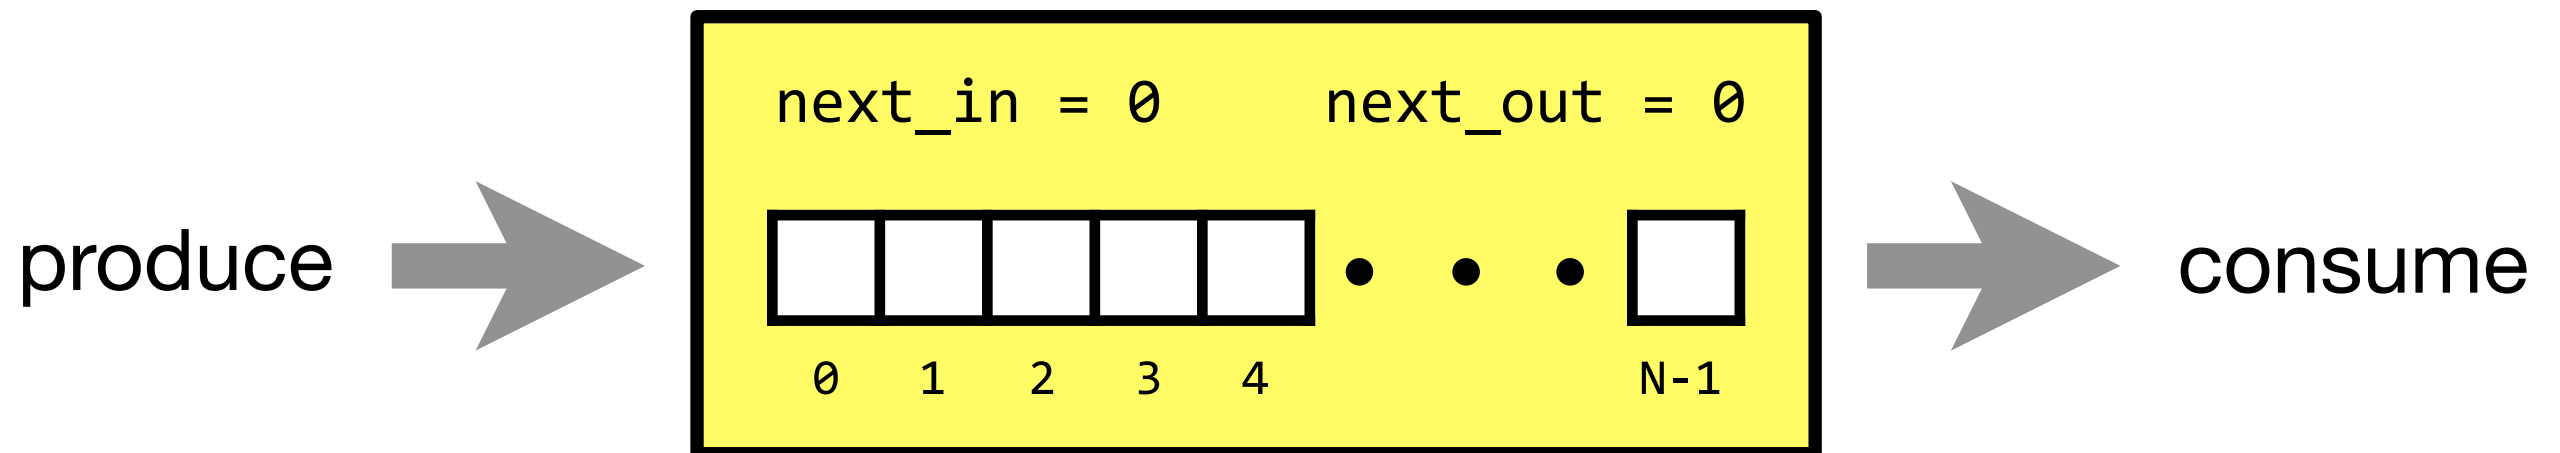 next_in = 0 next_out = 0
produce consume
0 1 2 3 4 N-1